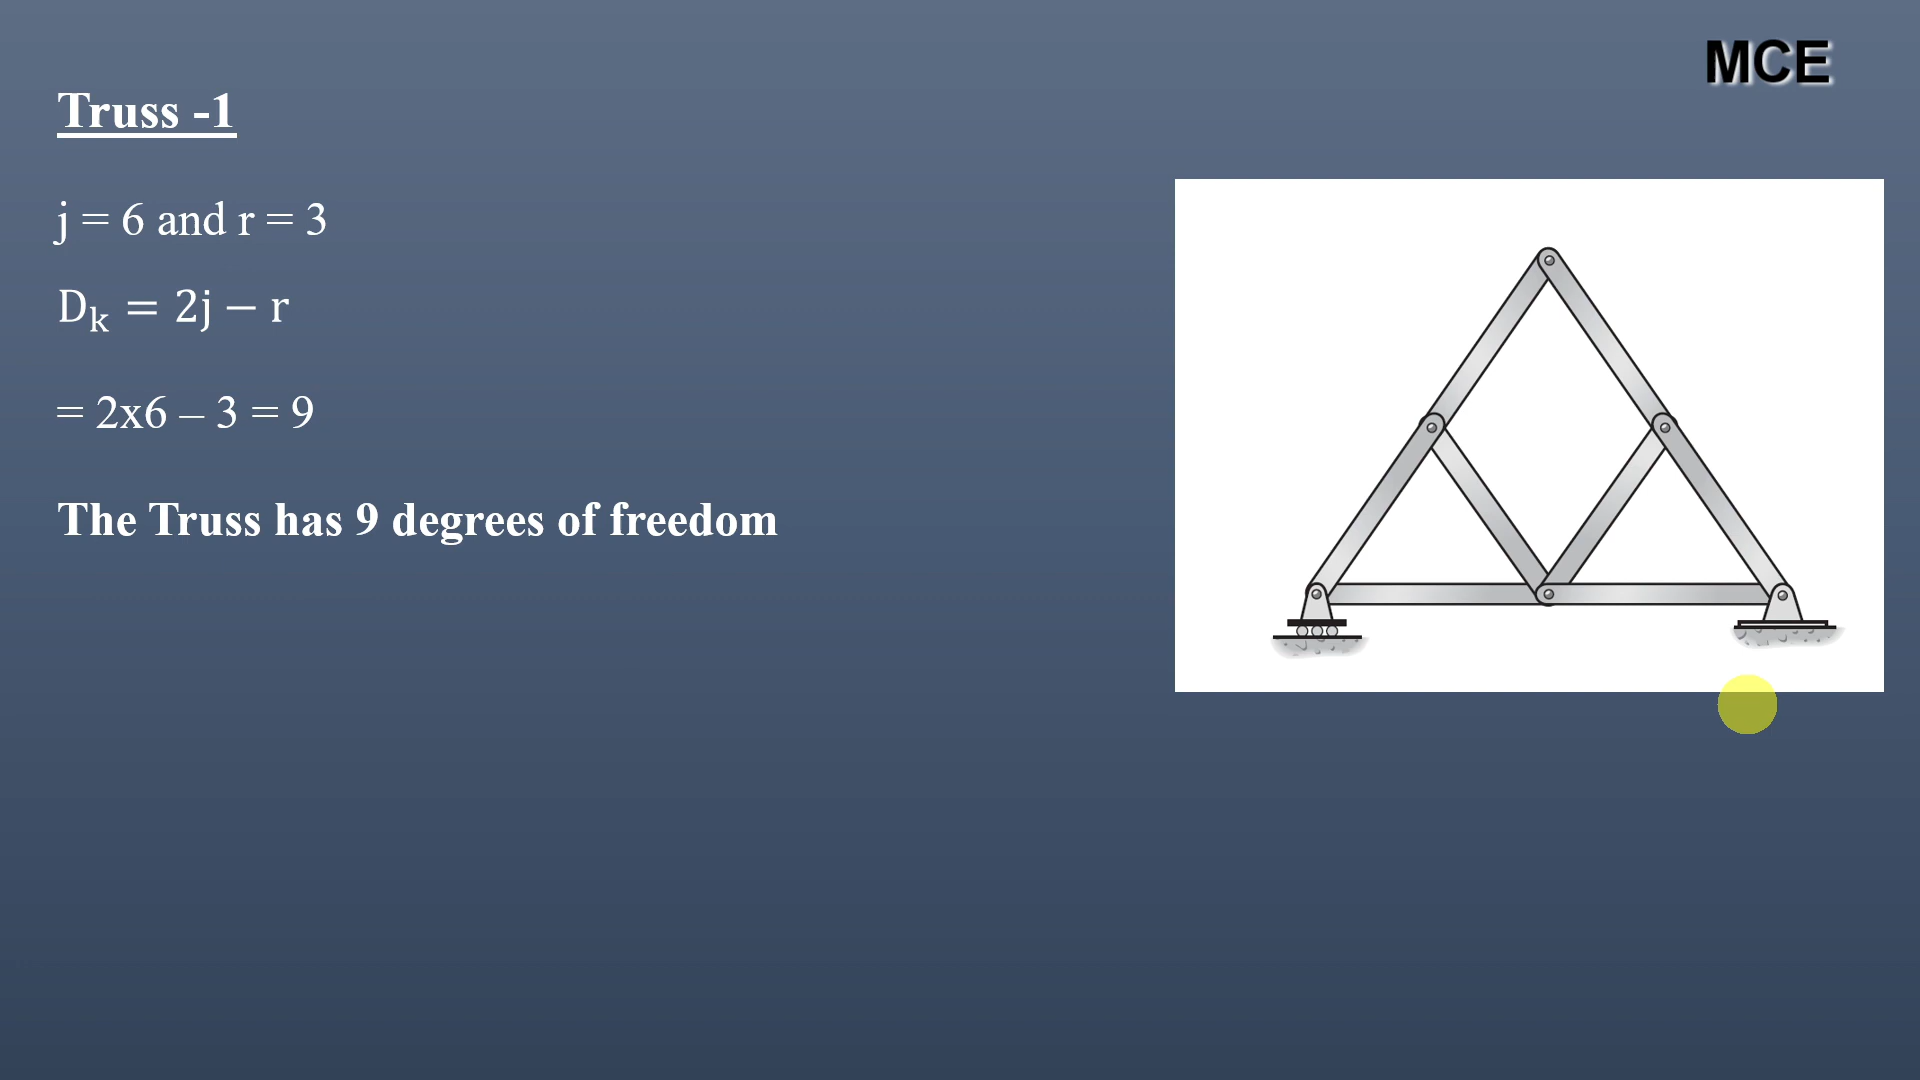 MCE
Truss -1
j = 6 and r = 3
Dₖ = 2j − r
= 2x6 – 3 = 9
The Truss has 9 degrees of freedom